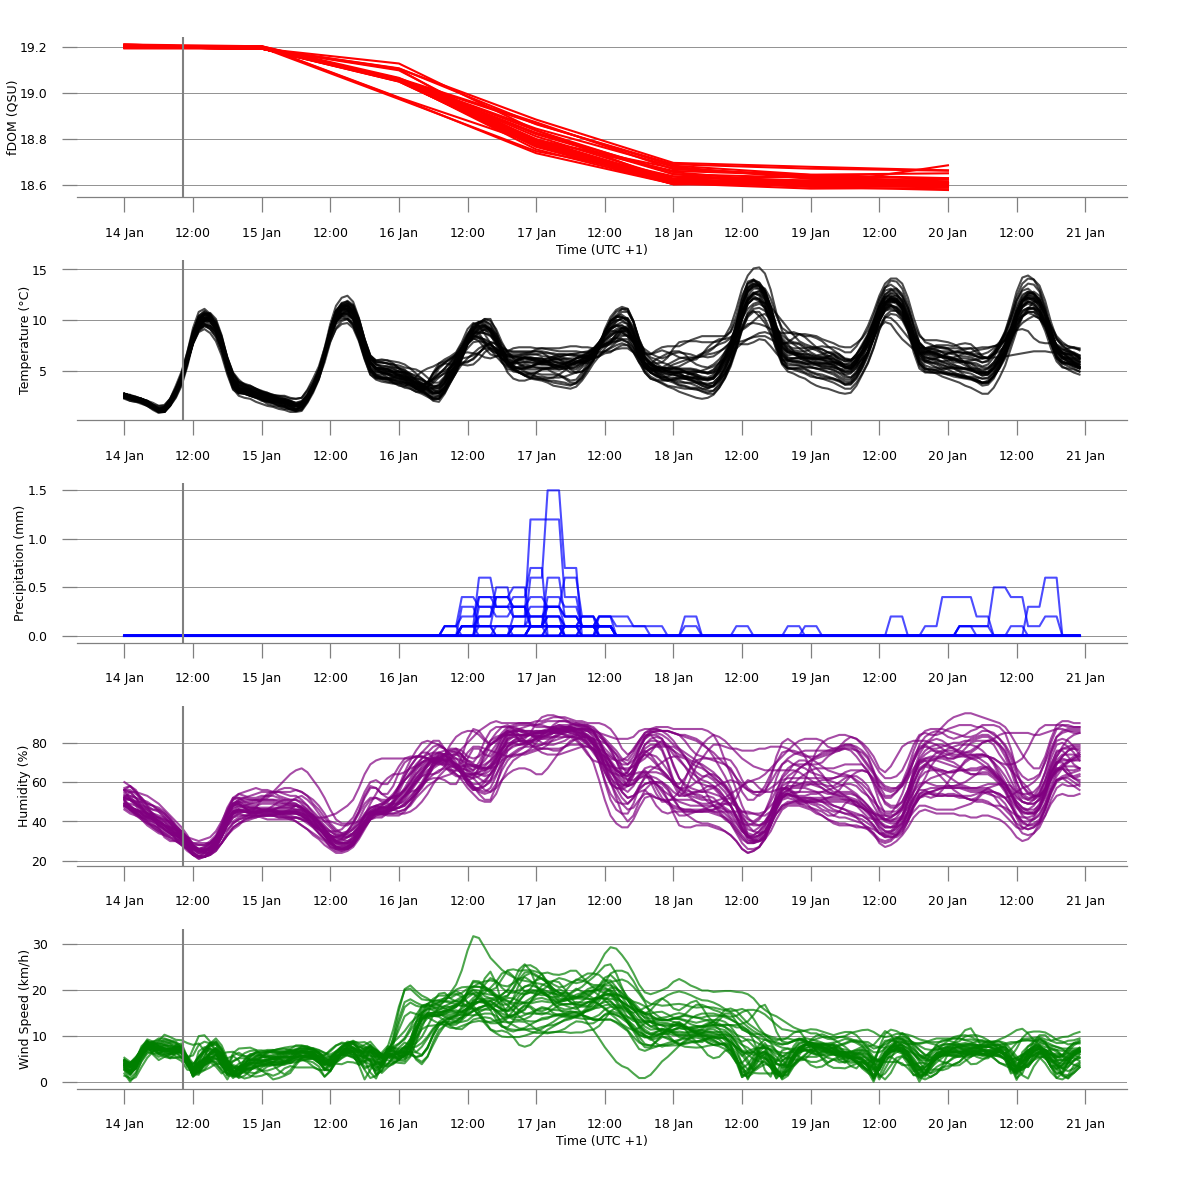 19.2
19.0
18.8
18.6
fDOM (QSU)
14 Jan 12:00 15 Jan 12:00 16 Jan 12:00 17 Jan 12:00 18 Jan 12:00 19 Jan 12:00 20 Jan 12:00 21 Jan
Time (UTC +1)
15
10
5
Temperature (°C)
14 Jan 12:00 15 Jan 12:00 16 Jan 12:00 17 Jan 12:00 18 Jan 12:00 19 Jan 12:00 20 Jan 12:00 21 Jan
1.5
1.0
0.5
0.0
Precipitation (mm)
14 Jan 12:00 15 Jan 12:00 16 Jan 12:00 17 Jan 12:00 18 Jan 12:00 19 Jan 12:00 20 Jan 12:00 21 Jan
80
60
40
20
Humidity (%)
14 Jan 12:00 15 Jan 12:00 16 Jan 12:00 17 Jan 12:00 18 Jan 12:00 19 Jan 12:00 20 Jan 12:00 21 Jan
30
20
10
0
Wind Speed (km/h)
14 Jan 12:00 15 Jan 12:00 16 Jan 12:00 17 Jan 12:00 18 Jan 12:00 19 Jan 12:00 20 Jan 12:00 21 Jan
Time (UTC +1)